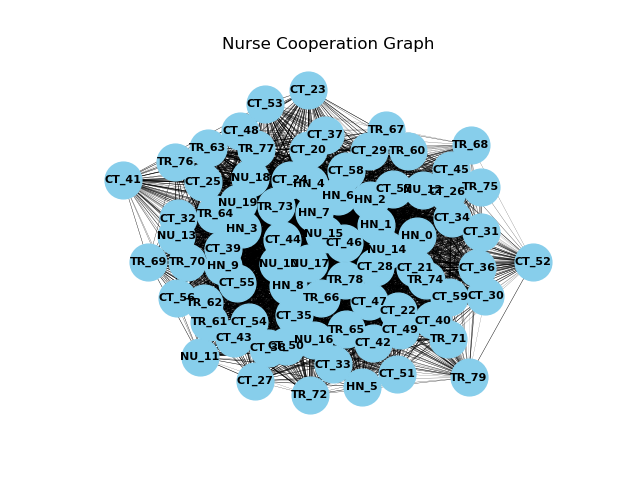 Nurse Cooperation Graph
CT_23
CT_53
CT_48
CT_37
TR_67
TR_63
TR_77
CT_20
CT_29
TR_60
TR_68
TR_76
CT_58
CT_45
CT_41
CT_25
NU_18
CT_24
HN_4
TR_75
HN_6
HN_2
CT_26
NU_19
TR_73
CT_32
TR_64
HN_7
CT_34
HN_1
HN_3
CT_31
NU_13
NU_15
HN_0
CT_44
CT_46
CT_39
NU_14
TR_69
TR_70
HN_9
NU_17
CT_28
CT_21
CT_36
CT_52
CT_55
TR_78
TR_74
HN_8
CT_56
TR_62
TR_66
CT_47
CT_59
CT_30
CT_35
CT_22
TR_61
CT_54
CT_40
TR_65
CT_49
CT_43
NU_16
CT_42
TR_71
CT_50
NU_11
CT_33
CT_27
CT_51
TR_79
HN_5
TR_72